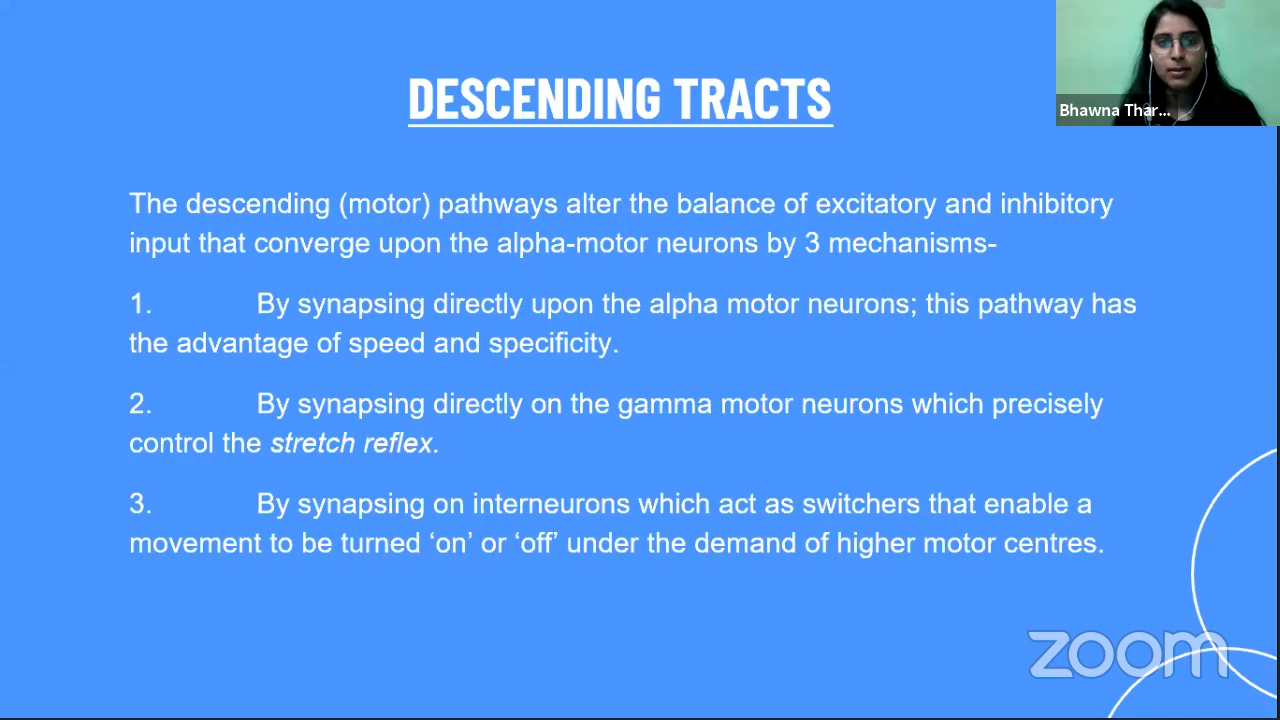 DESCENDING TRACTS
Bhawna Thar...
The descending (motor) pathways alter the balance of excitatory and inhibitory
input that converge upon the alpha-motor neurons by 3 mechanisms-
1. By synapsing directly upon the alpha motor neurons; this pathway has
the advantage of speed and specificity.
2. By synapsing directly on the gamma motor neurons which precisely
control the stretch reflex.
3. By synapsing on interneurons which act as switchers that enable a
movement to be turned ‘on’ or ‘off’ under the demand of higher motor centres.
zoom